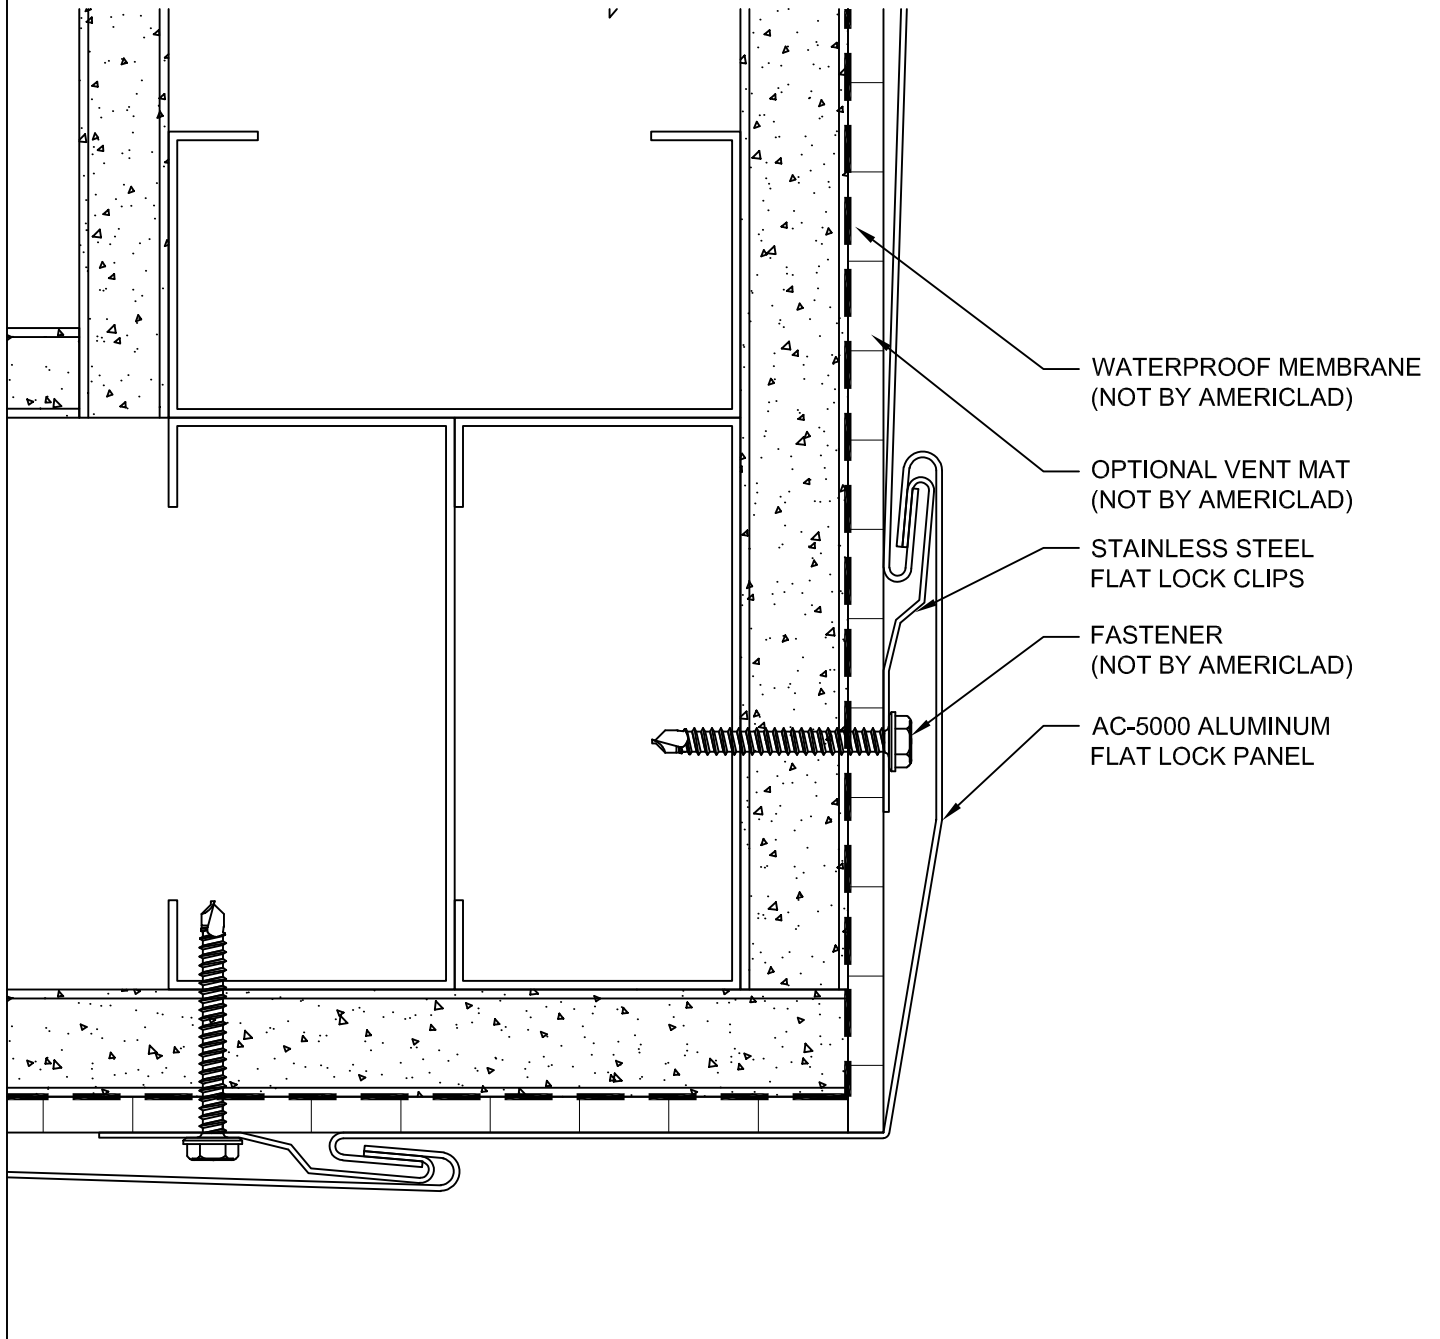 WATERPROOF MEMBRANE
(NOT BY AMERICLAD)
OPTIONAL VENT MAT
(NOT BY AMERICLAD)
STAINLESS STEEL
FLAT LOCK CLIPS
FASTENER
(NOT BY AMERICLAD)
AC-5000 ALUMINUM
FLAT LOCK PANEL